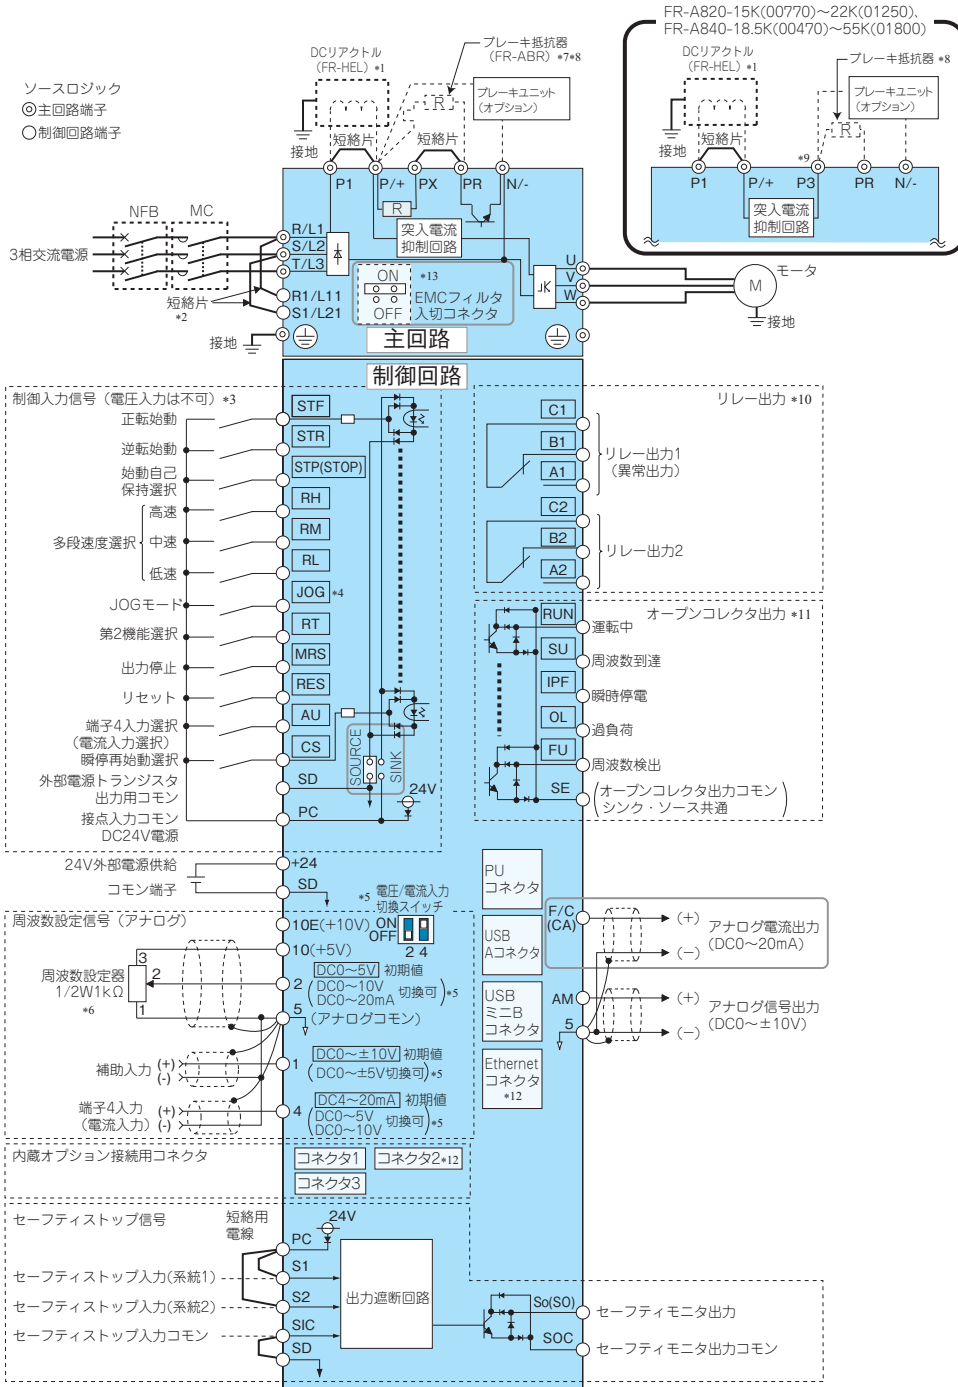 FR-A820-15K(00770)～22K(01250)、
FR-A840-18.5K(00470)～55K(01800)
DCリアクトル
(FR-HEL) *1
ブレーキ抵抗器 *8
ブレーキユニット
(オプション)
R
接地
短絡片
*9
P1
P/+
P3
PR
N/-
突入電流
抑制回路
ソースロジック
◎主回路端子
○制御回路端子
DCリアクトル
(FR-HEL) *1
ブレーキ抵抗器
(FR-ABR) *7*8
ブレーキユニット
(オプション)
R
接地
短絡片
短絡片
P1
P/+
PX
PR
N/-
R
突入電流
抑制回路
NFB
MC
3相交流電源
R/L1
S/L2
T/L3
R1/L11
S1/L21
短絡片
*2
接地
ON
OFF
*13
EMCフィルタ
入切コネクタ
U
V
W
M
モータ
接地
主回路
制御回路
制御入力信号（電圧入力は不可）*3
正転始動
STF
逆転始動
STR
始動自己
保持選択
STP(STOP)
多段速度選択
高速
RH
中速
RM
低速
RL
JOGモード
JOG *4
第2機能選択
RT
出力停止
MRS
リセット
RES
端子4入力選択
(電流入力選択)
AU
瞬停再始動選択
CS
外部電源トランジスタ
出力用コモン
SD
接点入力コモン
DC24V電源
PC
SOURCE
SINK
24V
リレー出力 *10
C1
B1
A1
リレー出力1
（異常出力）
C2
B2
A2
リレー出力2
オープンコレクタ出力 *11
RUN
運転中
SU
周波数到達
IPF
瞬時停電
OL
過負荷
FU
周波数検出
SE
オープンコレクタ出力コモン
シンク・ソース共通
24V外部電源供給
+24
コモン端子
SD
*5
電圧/電流入力
切換スイッチ
ON
OFF
2 4
周波数設定信号（アナログ）
10E(+10V)
10(+5V)
周波数設定器
1/2W1kΩ
*6
3
2
1
2
DC0～5V 初期値
DC0～10V
DC0～20mA 切換可 *5
5
(アナログコモン)
補助入力
(+)
(-)
1
DC0～±10V 初期値
DC0～±5V切換可 *5
端子4入力
(電流入力)
(+)
(-)
4
DC4～20mA 初期値
DC0～5V
DC0～10V 切換可 *5
PU
コネクタ
USB
Aコネクタ
USB
ミニB
コネクタ
Ethernet
コネクタ
*12
F/C
(CA)
(+)
(−)
アナログ電流出力
(DC0～20mA)
AM
5
(+)
(−)
アナログ信号出力
(DC0～±10V)
内蔵オプション接続用コネクタ
コネクタ1
コネクタ2*12
コネクタ3
セーフティストップ信号
短絡用
電線
24V
PC
セーフティストップ入力(系統1)
S1
セーフティストップ入力(系統2)
S2
セーフティストップ入力コモン
SIC
SD
出力遮断回路
So(SO)
セーフティモニタ出力
SOC
セーフティモニタ出力コモン